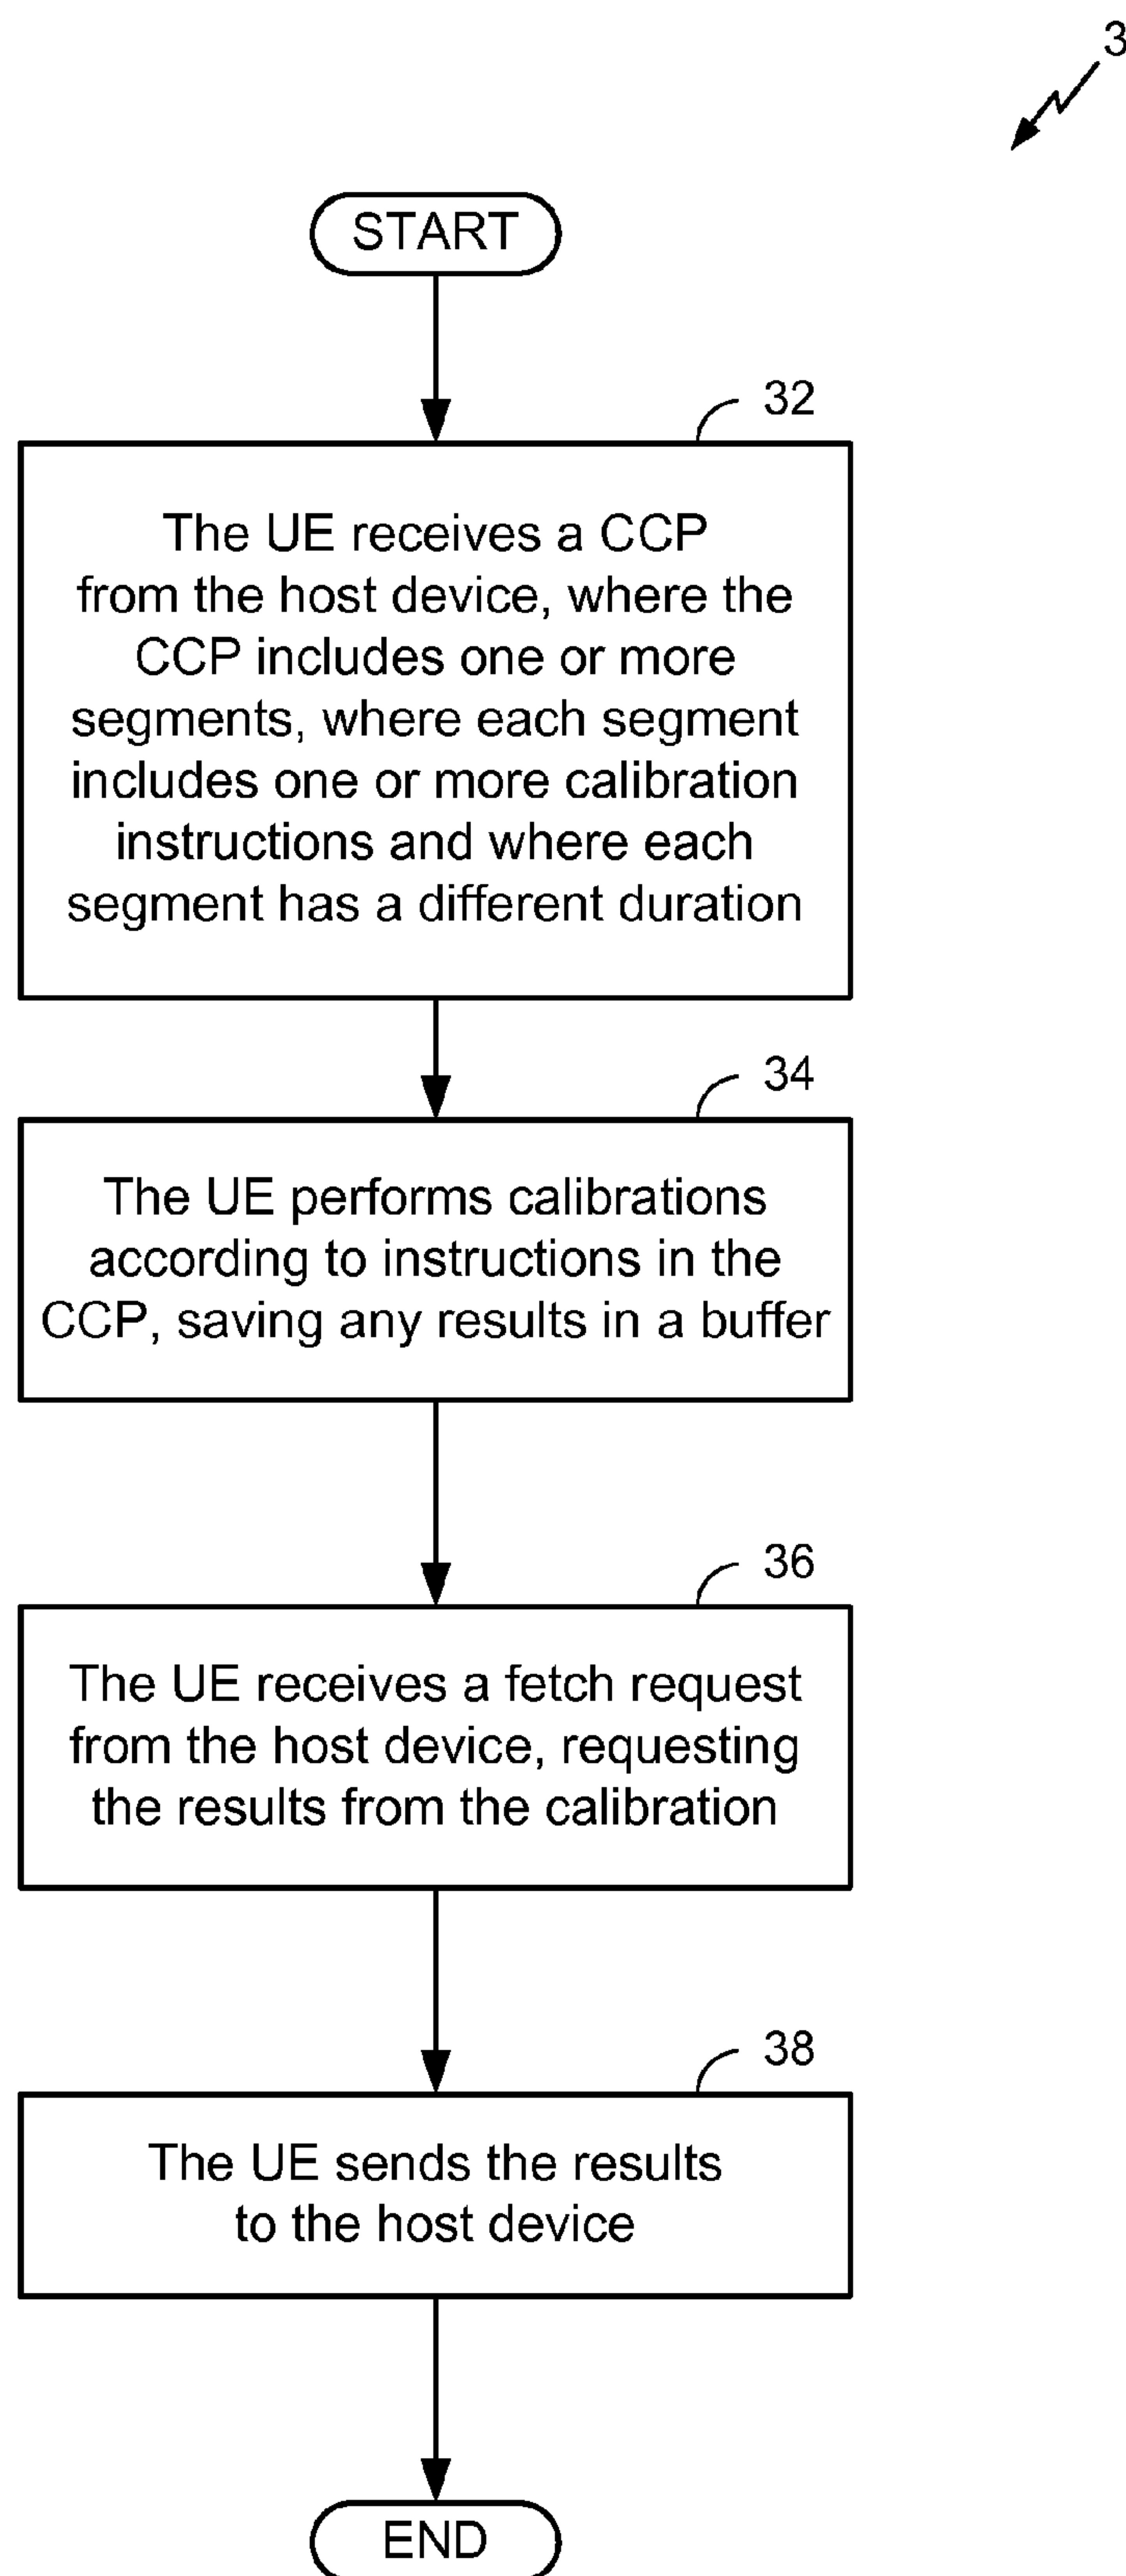 3
START
32
The UE receives a CCP
from the host device, where the
CCP includes one or more
segments, where each segment
includes one or more calibration
instructions and where each
segment has a different duration
34
The UE performs calibrations
according to instructions in the
CCP, saving any results in a buffer
36
The UE receives a fetch request
from the host device, requesting
the results from the calibration
38
The UE sends the results
to the host device
END